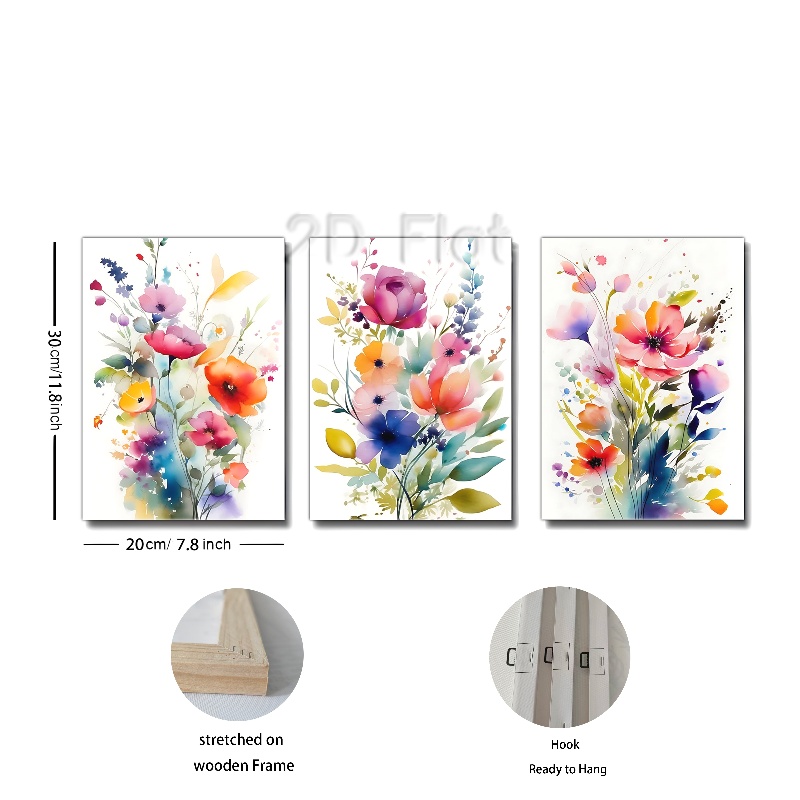 2D Flat
30cm/11.8inch
20cm/ 7.8 inch
stretched on
wooden Frame
Hook
Ready to Hang